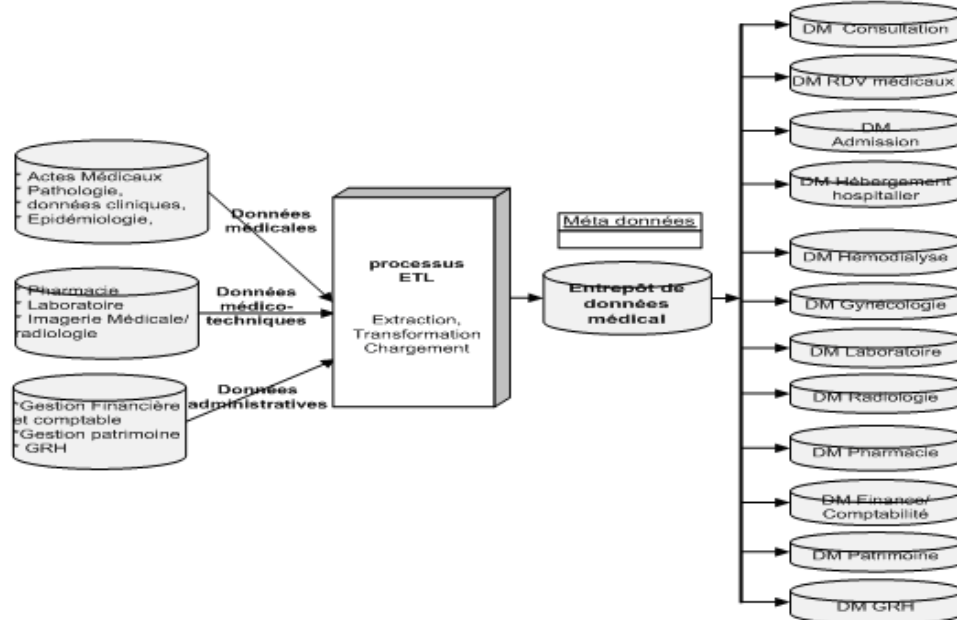 * Actes Médicaux
* Pathologie,
* données cliniques,
* Epidémiologie,
Données
médicales
* Pharmacie
* Laboratoire
* Imagerie Médicale/
radiologie
Données
médico-
techniques
*Gestion Financière
et comptable
*Gestion patrimoine
* GRH
Données
administratives
processus
ETL
Extraction,
Transformation
Chargement
Méta données
Entrepôt de
données
médical
DM Consultation
DM RDV médicaux
DM
Admission
DM Hébergement
hospitalier
DM Hémodialyse
DM Gynécologie
DM Laboratoire
DM Radiologie
DM Pharmacie
DM Finance/
Comptabilité
DM Patrimoine
DM GRH